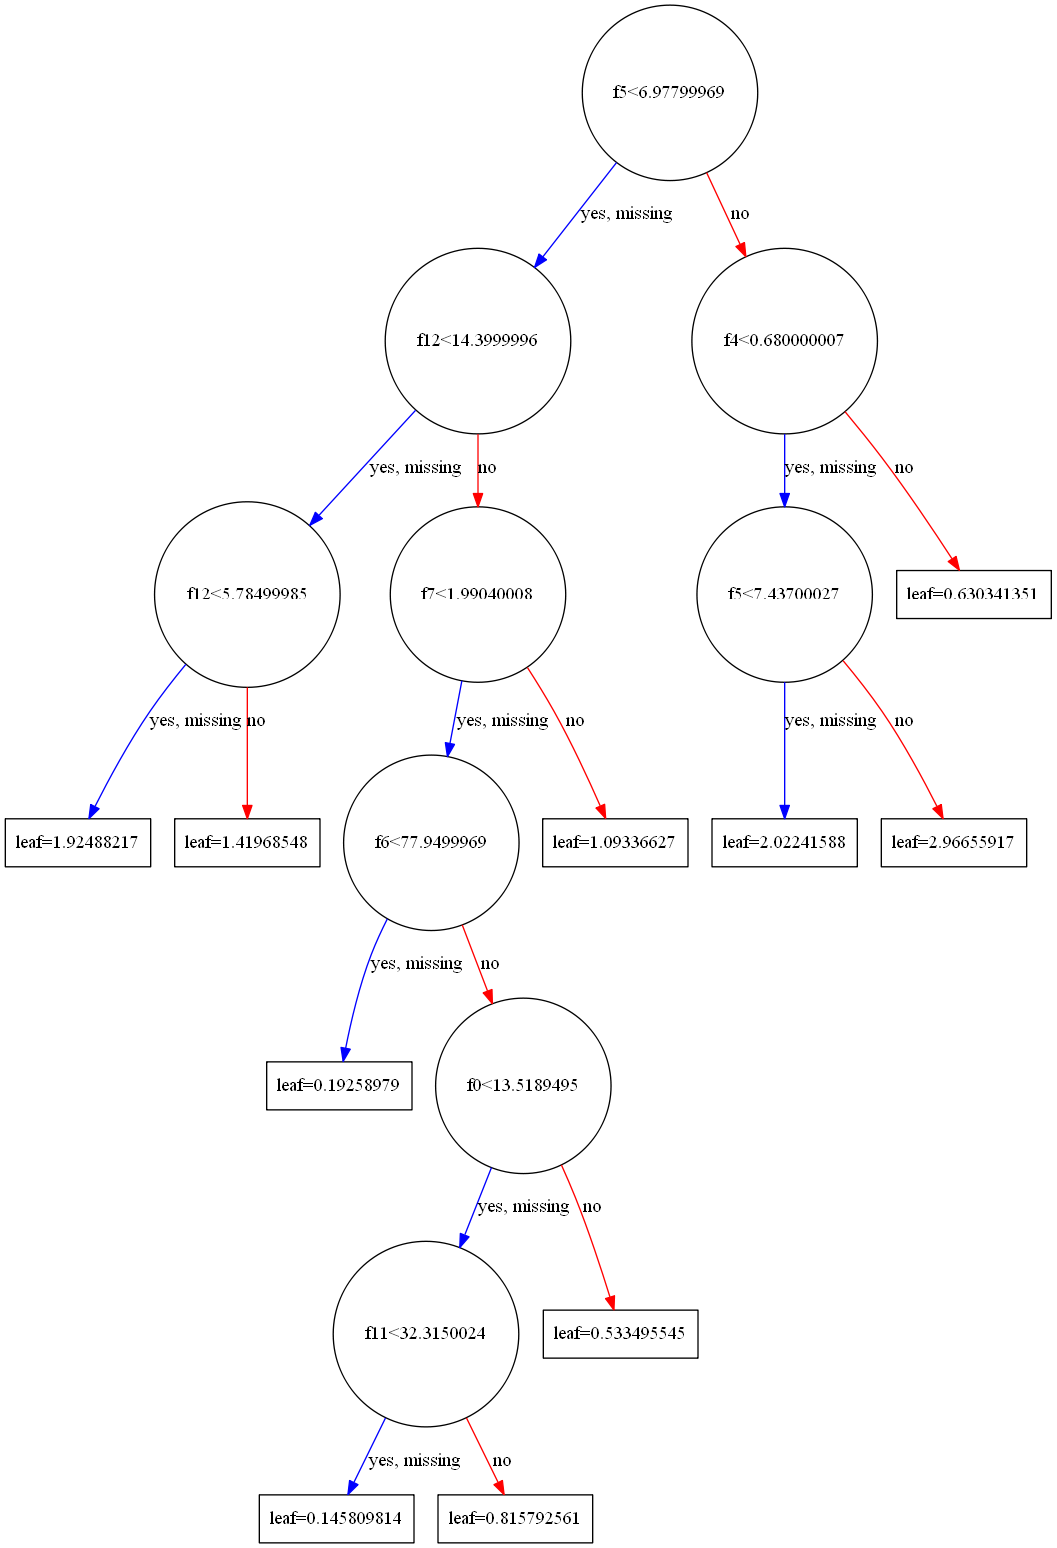 f5<6.97799969
yes, missing
no
f12<14.3999996
f4<0.680000007
yes, missing
no
yes, missing
no
f12<5.78499985
f7<1.99040008
f5<7.43700027
leaf=0.630341351
yes, missing
no
yes, missing
no
yes, missing
no
leaf=1.92488217
leaf=1.41968548
f6<77.9499969
leaf=1.09336627
leaf=2.02241588
leaf=2.96655917
yes, missing
no
leaf=0.19258979
f0<13.5189495
yes, missing
no
f11<32.3150024
leaf=0.533495545
yes, missing
no
leaf=0.145809814
leaf=0.815792561